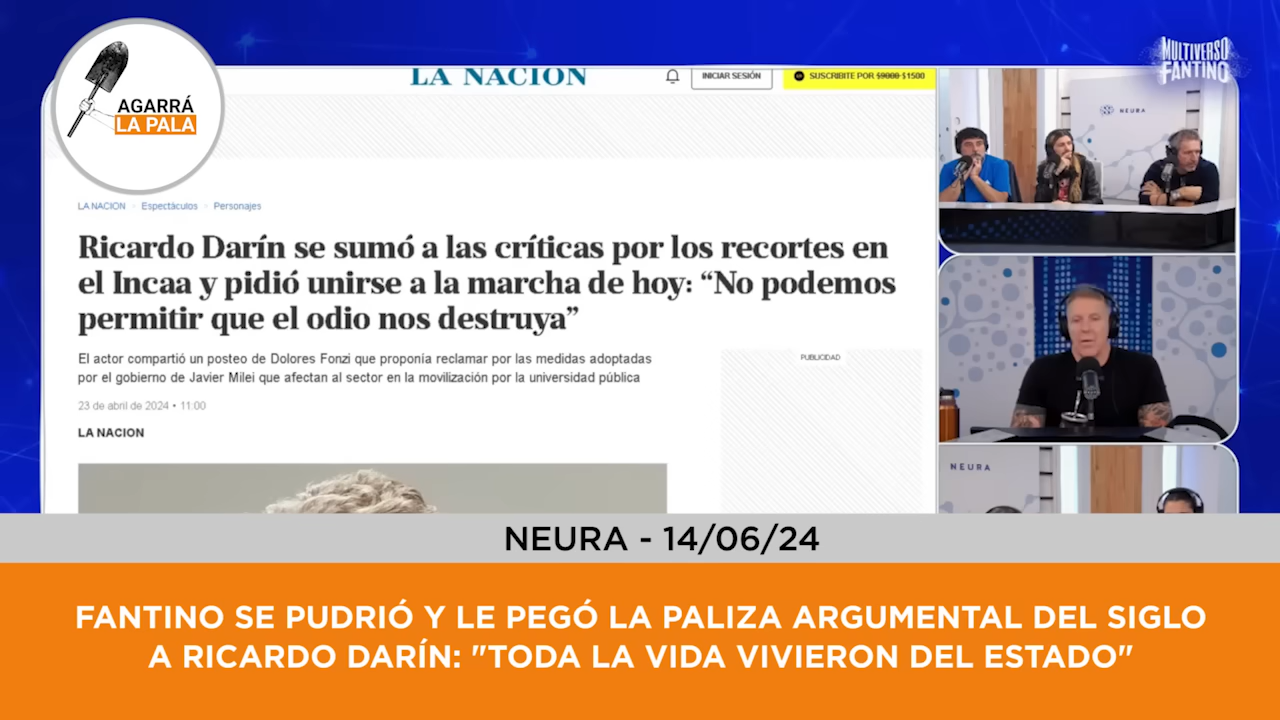 AGARRÁ
LA PALA
LA NACION
INICIAR SESIÓN
SUSCRIBITE POR $9000 $1500
MULTIVERSO
FANTINO
NEURA
LA NACION
Espectáculos
Personajes
Ricardo Darín se sumó a las críticas por los recortes en
el Incaa y pidió unirse a la marcha de hoy: “No podemos
permitir que el odio nos destruya”
El actor compartió un posteo de Dolores Fonzi que proponía reclamar por las medidas adoptadas
por el gobierno de Javier Milei que afectan al sector en la movilización por la universidad pública
PUBLICIDAD
23 de abril de 2024 • 11:00
LA NACION
NEURA
NEURA - 14/06/24
FANTINO SE PUDRIÓ Y LE PEGÓ LA PALIZA ARGUMENTAL DEL SIGLO
A RICARDO DARÍN: "TODA LA VIDA VIVIERON DEL ESTADO"